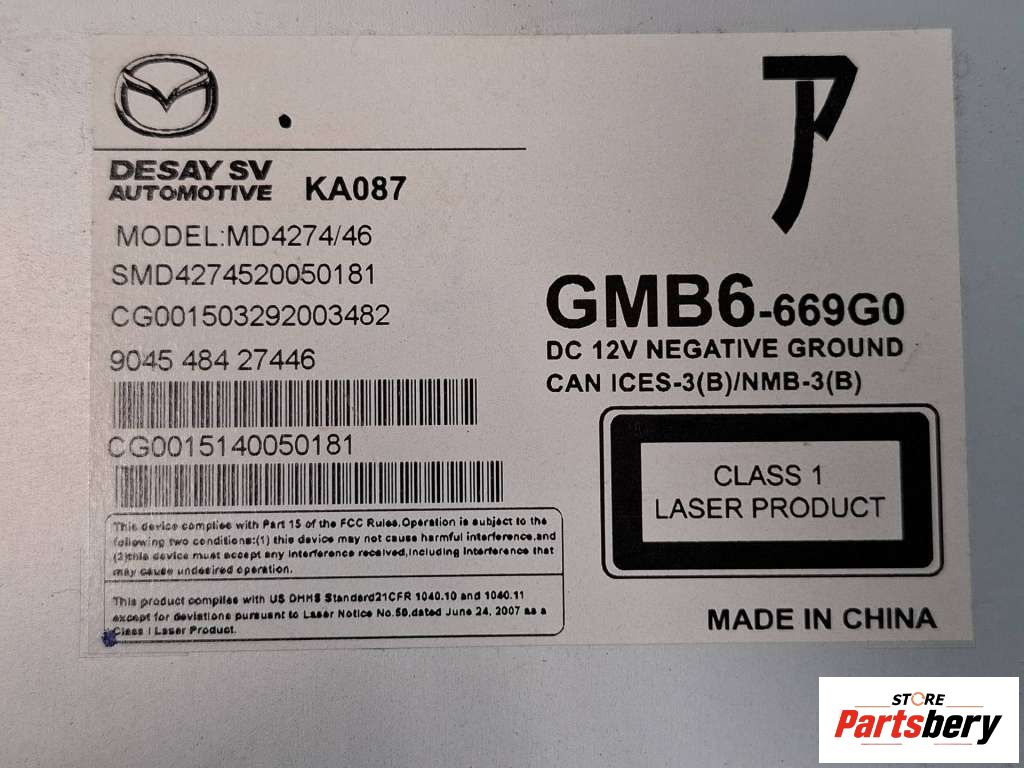 DESAY SV
AUTOMOTIVE KA087
MODEL:MD4274/46
SMD4274520050181
CG001503292003482
9045 484 27446
CG0015140050181
This device complies with Part 15 of the FCC Rules,Operation is subject to the
following two conditions:(1) this device may not cause harmful interference,and
(2)this device must accept any interference received,including interference that
may cause undesired operation.
This product complies with US DHHS Standard21CFR 1040.10 and 1040.11
except for deviations pursuant to Laser Notice No.50,dated June 24, 2007 as a
Class I Laser Product.
ア
GMB6-669G0
DC 12V NEGATIVE GROUND
CAN ICES-3(B)/NMB-3(B)
CLASS 1
LASER PRODUCT
MADE IN CHINA
STORE
Partsbery